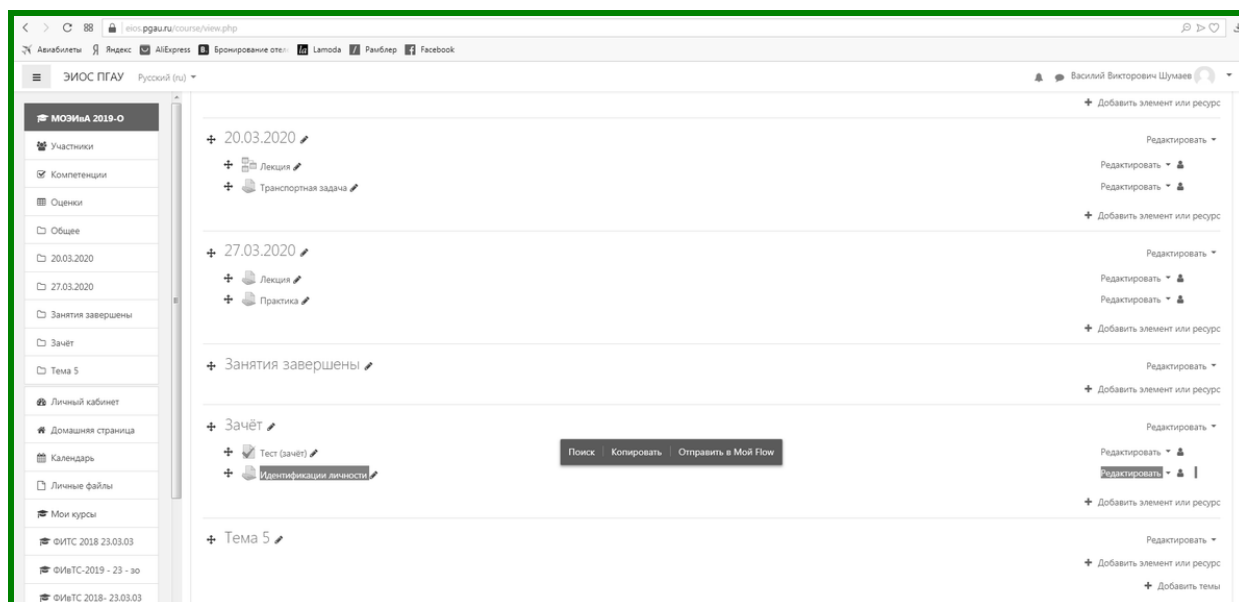 88 eios.pgau.ru/course/view.php
Авиабилеты Яндекс AliExpress B. Бронирование отел la Lamoda Рамблер Facebook
ЭИОС ПГАУ Русский (ru) Василий Викторович Шумаев
МОЭИвА 2019-О
Участники
Компетенции
Оценки
Общее
20.03.2020
27.03.2020
Занятия завершены
Зачёт
Тема 5
Личный кабинет
Домашняя страница
Календарь
Личные файлы
Мои курсы
ФИТС 2018 23.03.03
ФИвТС-2019 - 23 - зо
ФИвТС 2018- 23.03.03
Добавить элемент или ресурс
20.03.2020 Редактировать
Лекция Редактировать
Транспортная задача Редактировать
Добавить элемент или ресурс
27.03.2020 Редактировать
Лекция Редактировать
Практика Редактировать
Добавить элемент или ресурс
Занятия завершены Редактировать
Добавить элемент или ресурс
Зачёт Редактировать
Тест (зачёт) Поиск Копировать Отправить в Мой Flow Редактировать
Идентификации личности Редактировать
Добавить элемент или ресурс
Тема 5 Редактировать
Добавить элемент или ресурс
Добавить темы